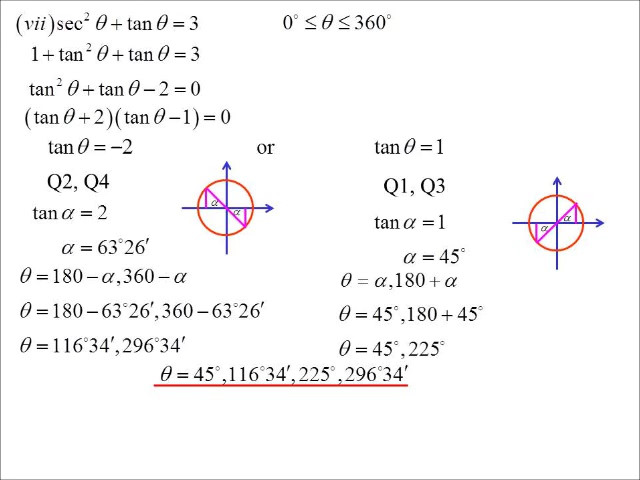 (vii) sec² θ + tan θ = 3 0° ≤ θ ≤ 360°
1 + tan² θ + tan θ = 3
tan² θ + tan θ − 2 = 0
(tan θ + 2)(tan θ − 1) = 0
tan θ = −2 or tan θ = 1
Q2, Q4
tan α = 2
α = 63°26′
θ = 180 − α, 360 − α
θ = 180 − 63°26′, 360 − 63°26′
θ = 116°34′, 296°34′
α
α
Q1, Q3
tan α = 1
α = 45°
θ = α, 180 + α
θ = 45°, 180 + 45°
θ = 45°, 225°
α
α
θ = 45°, 116°34′, 225°, 296°34′